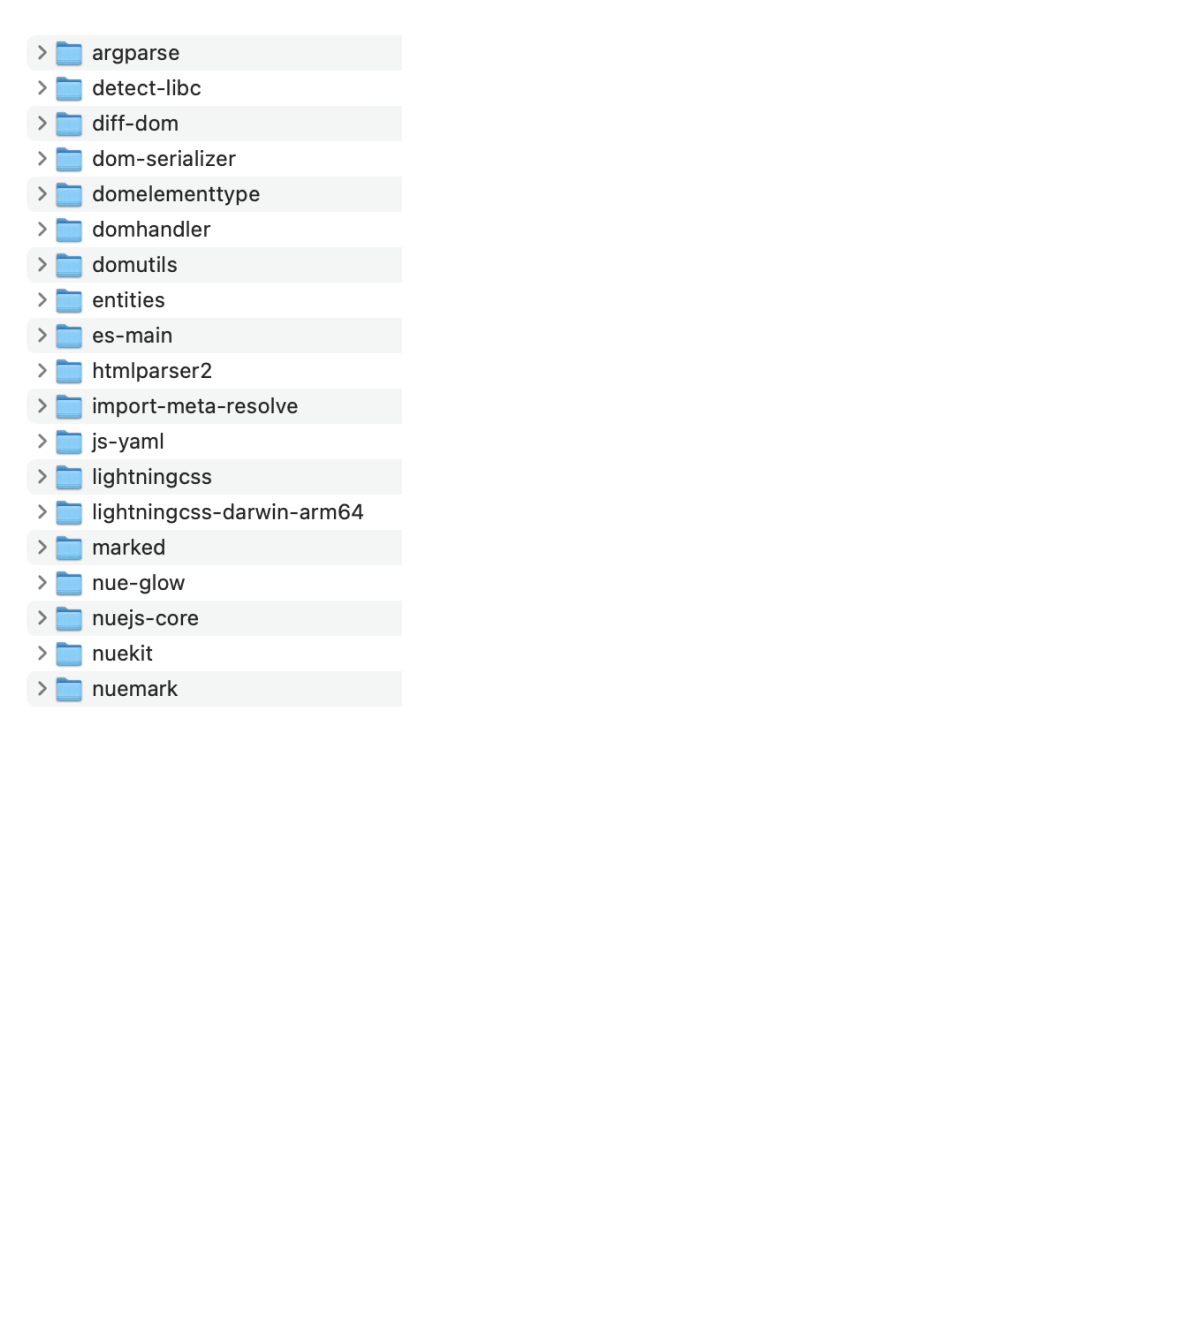 argparse
detect-libc
diff-dom
dom-serializer
domelementtype
domhandler
domutils
entities
es-main
htmlparser2
import-meta-resolve
js-yaml
lightningcss
lightningcss-darwin-arm64
marked
nue-glow
nuejs-core
nuekit
nuemark